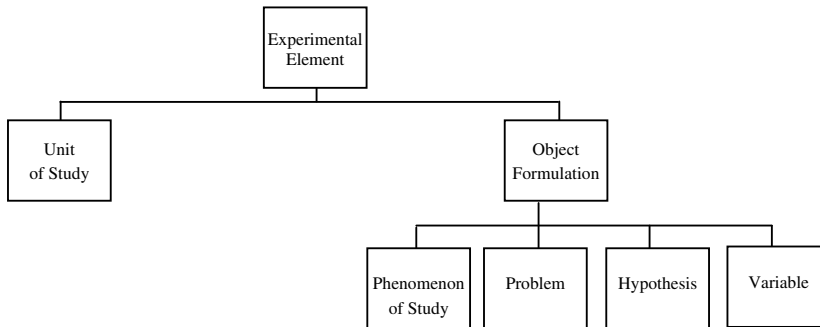 Experimental
Element
Unit
of Study
Object
Formulation
Phenomenon
of Study
Problem
Hypothesis
Variable